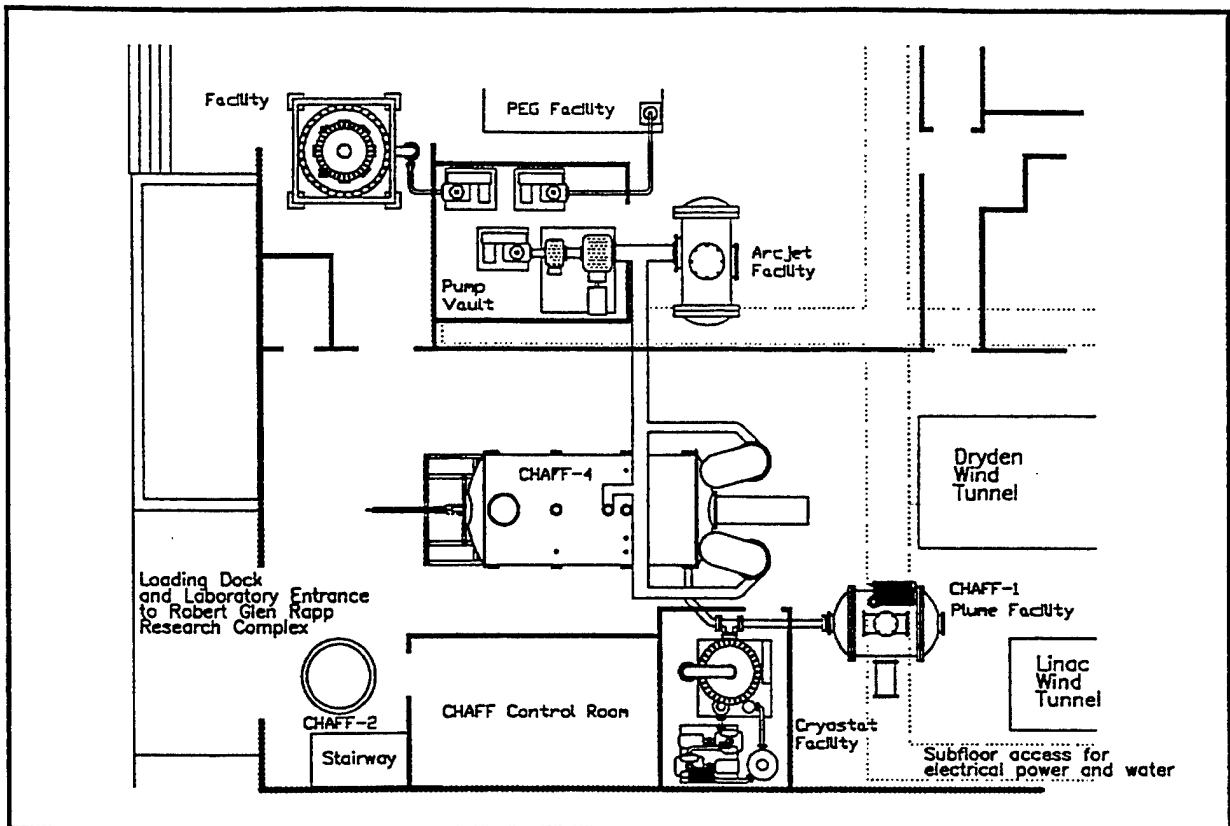 Facility
PEG Facility
Arcjet
Facility
Pump
Vault
CHAFF-4
Dryden
Wind
Tunnel
Loading Dock
and Laboratory Entrance
to Robert Glen Rapp
Research Complex
CHAFF-1
Plume Facility
Linac
Wind
Tunnel
CHAFF-2
CHAFF Control Room
Cryostat
Facility
Stairway
Subfloor access for
electrical power and water